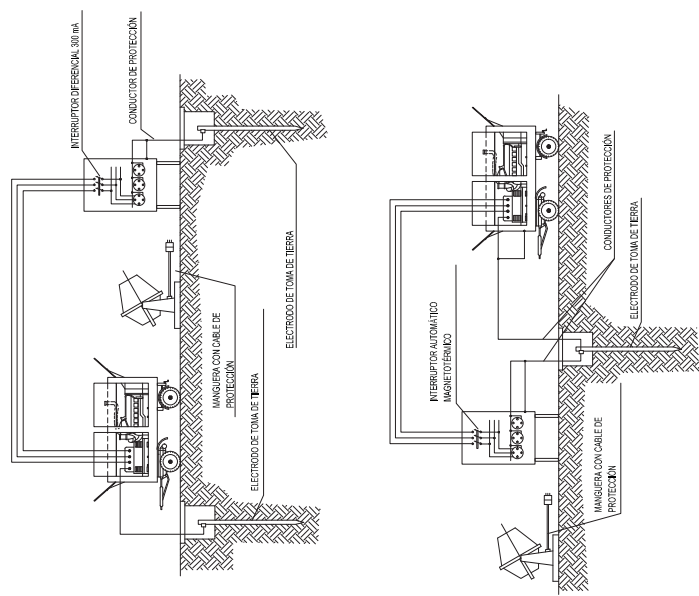 INTERRUPTOR DIFERENCIAL 300 mA
CONDUCTOR DE PROTECCIÓN
ELECTRODO DE TOMA DE TIERRA
MANGUERA CON CABLE DE
PROTECCIÓN
ELECTRODO DE TOMA DE TIERRA
INTERRUPTOR AUTOMÁTICO
MAGNETOTÉRMICO
CONDUCTORES DE PROTECCIÓN
ELECTRODO DE TOMA DE TIERRA
MANGUERA CON CABLE DE
PROTECCIÓN